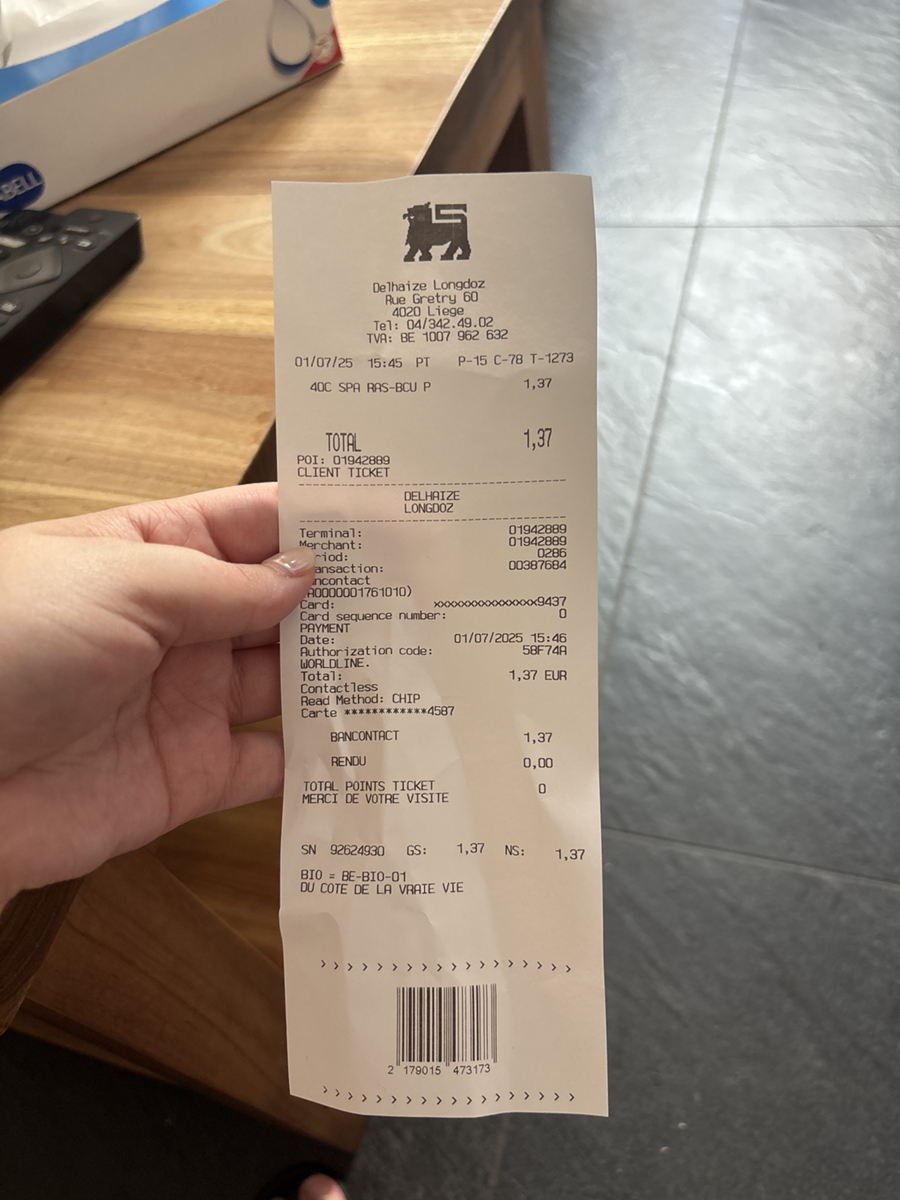 BELL
Delhaize Longdoz
Rue Gretry 60
4020 Liege
Tel: 04/342.49.02
TVA: BE 1007 962 632
01/07/25 15:45 PT P-15 C-78 T-1273
40C SPA RAS-BCU P 1,37
TOTAL 1,37
POI: 01942889
CLIENT TICKET
DELHAIZE
LONGDOZ
Terminal: 01942889
Merchant: 01942889
riod: 0286
ansaction: 00387684
ncontact
A0000001761010)
Card: xxxxxxxxxxxxxxx9437
Card sequence number: 0
PAYMENT
Date: 01/07/2025 15:46
Authorization code: 58F74A
WORLDLINE.
Total: 1,37 EUR
Contactless
Read Method: CHIP
Carte ************4587
BANCONTACT 1,37
RENDU 0,00
TOTAL POINTS TICKET 0
MERCI DE VOTRE VISITE
SN 92624930 GS: 1,37 NS: 1,37
BIO = BE-BIO-01
DU COTE DE LA VRAIE VIE
> > > > > > > > > > > > > > > > > >
2 179015 473173
> > > > > > > > > > > > > > > > > >